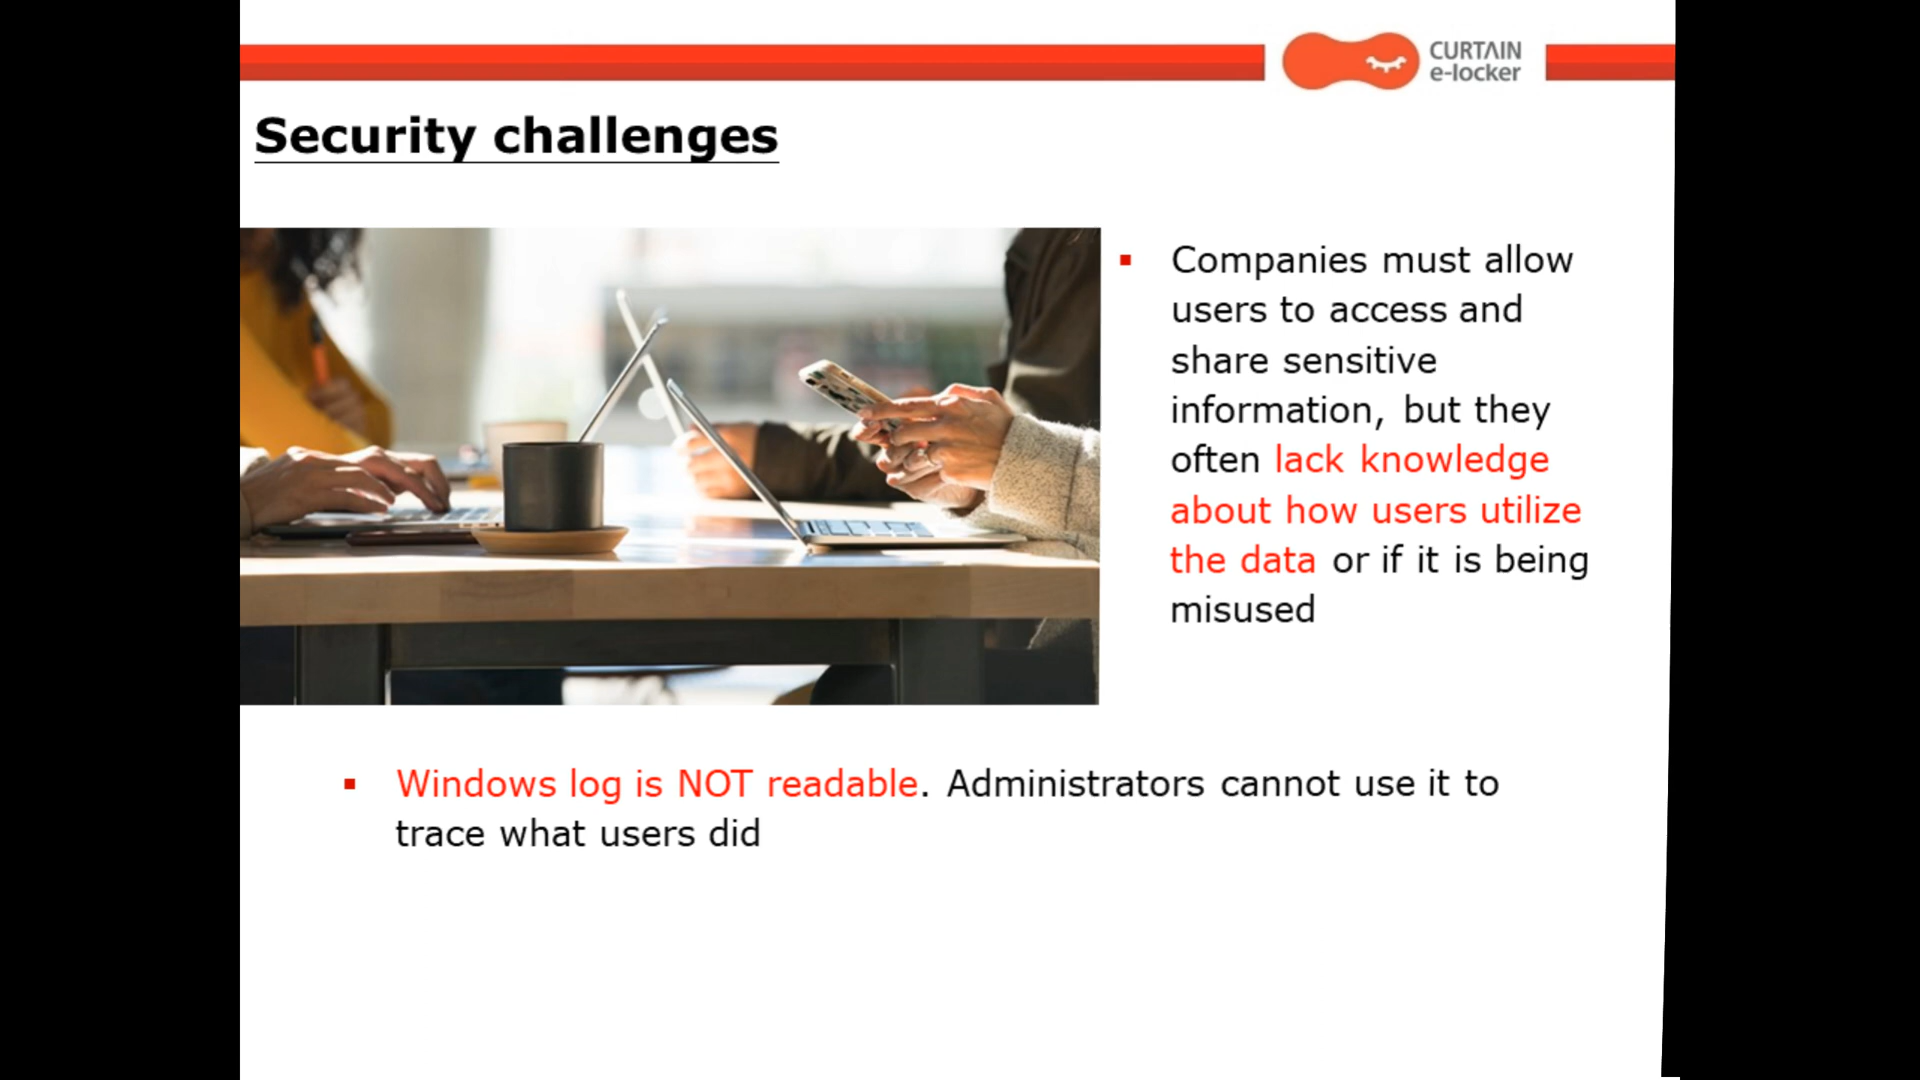 CURTAIN
e-locker
Security challenges
Companies must allow
users to access and
share sensitive
information, but they
often lack knowledge
about how users utilize
the data or if it is being
misused
Windows log is NOT readable. Administrators cannot use it to
trace what users did